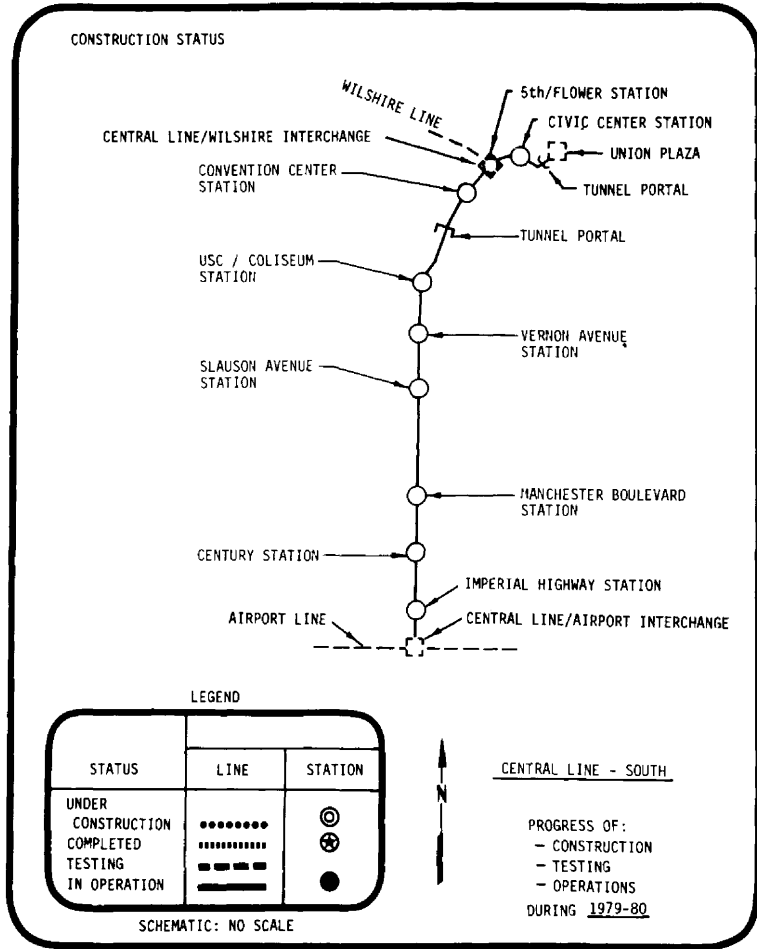 CONSTRUCTION STATUS
WILSHIRE LINE
5th/FLOWER STATION
CIVIC CENTER STATION
CENTRAL LINE/WILSHIRE INTERCHANGE
UNION PLAZA
CONVENTION CENTER
STATION
TUNNEL PORTAL
TUNNEL PORTAL
USC / COLISEUM
STATION
VERNON AVENUE
STATION
SLAUSON AVENUE
STATION
MANCHESTER BOULEVARD
STATION
CENTURY STATION
IMPERIAL HIGHWAY STATION
AIRPORT LINE
CENTRAL LINE/AIRPORT INTERCHANGE
LEGEND
STATUS LINE STATION
UNDER
CONSTRUCTION
COMPLETED
TESTING
IN OPERATION
SCHEMATIC: NO SCALE
N
CENTRAL LINE - SOUTH
PROGRESS OF:
- CONSTRUCTION
- TESTING
- OPERATIONS
DURING 1979-80